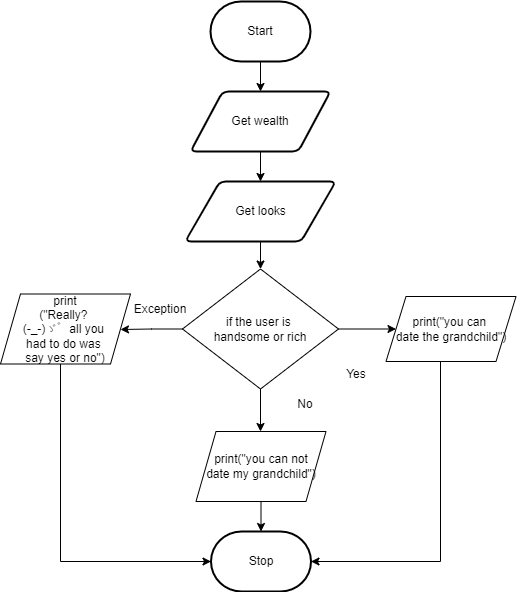 Start
Get wealth
Get looks
if the user is
handsome or rich
Exception
print
("Really?
(-_-)ゞ゛ all you
had to do was
say yes or no")
print("you can
date the grandchild")
Yes
No
print("you can not
date my grandchild")
Stop